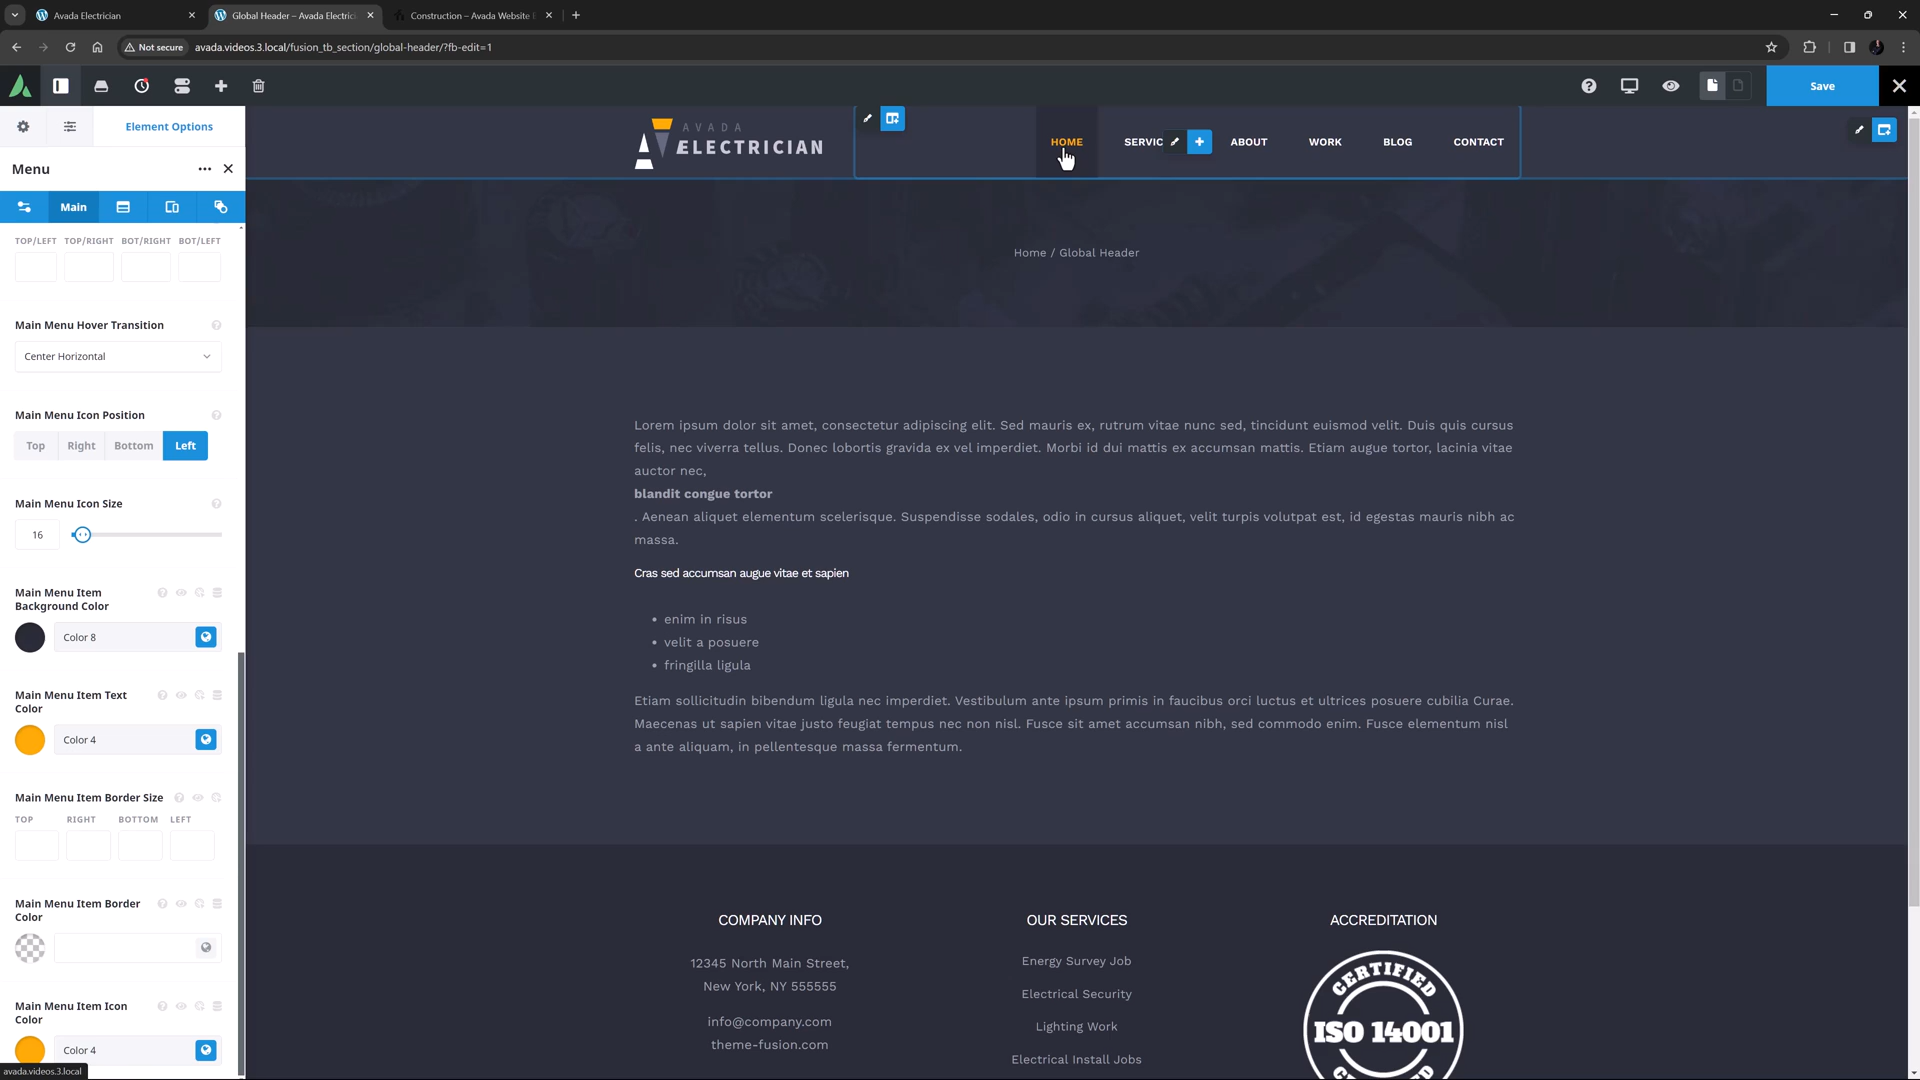 Avada Electrician
Global Header – Avada Electric
Construction – Avada Website
Not secure
avada.videos.3.local/fusion_tb_section/global-header/?fb-edit=1
Save
Element Options
Menu
Main
TOP/LEFT TOP/RIGHT BOT/RIGHT BOT/LEFT
Main Menu Hover Transition
Center Horizontal
Main Menu Icon Position
Top Right Bottom Left
Main Menu Icon Size
16
Main Menu Item
Background Color
Color 8
Main Menu Item Text
Color
Color 4
Main Menu Item Border Size
TOP RIGHT BOTTOM LEFT
Main Menu Item Border
Color
Main Menu Item Icon
Color
Color 4
avada.videos.3.local
AVADA
ELECTRICIAN
HOME SERVIC ABOUT WORK BLOG CONTACT
Home / Global Header
Lorem ipsum dolor sit amet, consectetur adipiscing elit. Sed mauris ex, rutrum vitae nunc sed, tincidunt euismod velit. Duis quis cursus
felis, nec viverra tellus. Donec lobortis gravida ex vel imperdiet. Morbi id dui mattis ex accumsan mattis. Etiam augue tortor, lacinia vitae
auctor nec,
blandit congue tortor
. Aenean aliquet elementum scelerisque. Suspendisse sodales, odio in cursus aliquet, velit turpis volutpat est, id egestas mauris nibh ac
massa.
Cras sed accumsan augue vitae et sapien
• enim in risus
• velit a posuere
• fringilla ligula
Etiam sollicitudin bibendum ligula nec imperdiet. Vestibulum ante ipsum primis in faucibus orci luctus et ultrices posuere cubilia Curae.
Maecenas ut sapien vitae justo feugiat tempus nec non nisl. Fusce sit amet accumsan nibh, sed commodo enim. Fusce elementum nisl
a ante aliquam, in pellentesque massa fermentum.
COMPANY INFO
12345 North Main Street,
New York, NY 555555
info@company.com
theme-fusion.com
OUR SERVICES
Energy Survey Job
Electrical Security
Lighting Work
Electrical Install Jobs
ACCREDITATION
CERTIFIED
ISO 14001